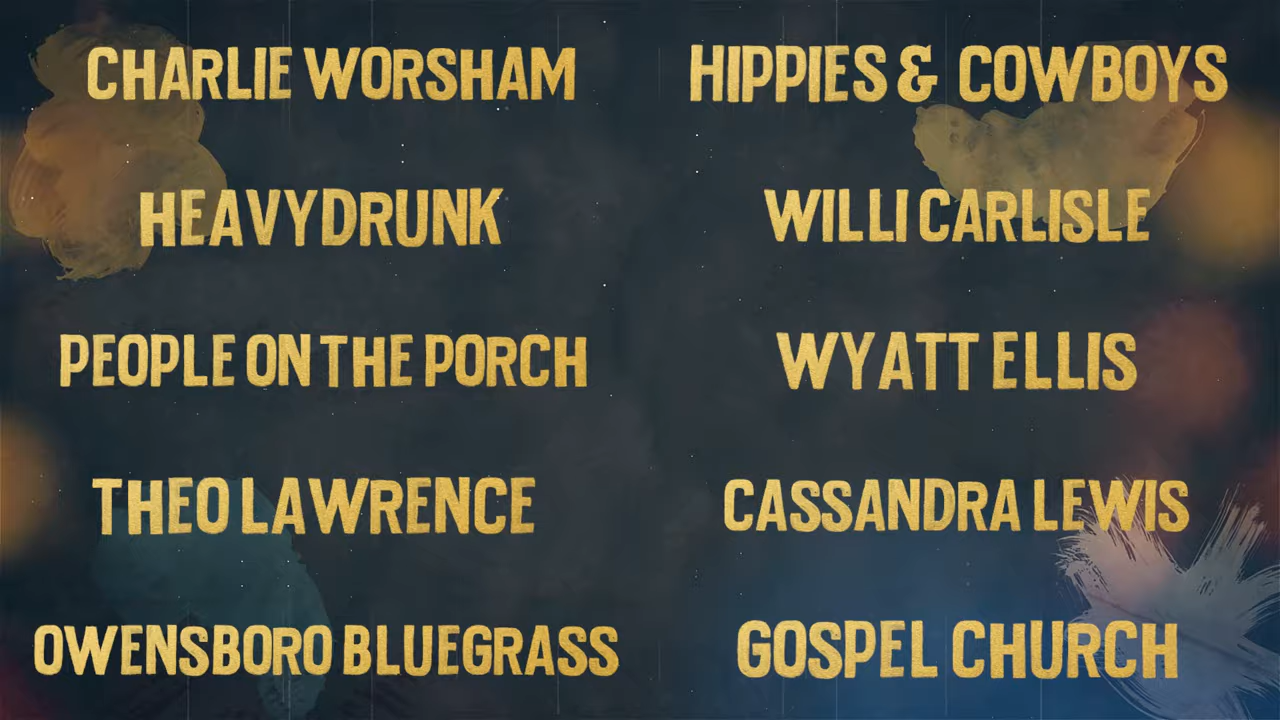 CHARLIE WORSHAM
HIPPIES & COWBOYS
HEAVYDRUNK
WILLI CARLISLE
PEOPLE ON THE PORCH
WYATT ELLIS
THEO LAWRENCE
CASSANDRA LEWIS
OWENSBORO BLUEGRASS
GOSPEL CHURCH